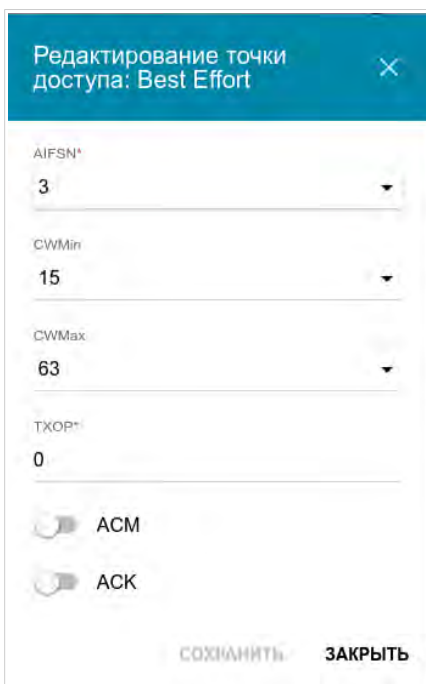 Редактирование точки
доступа: Best Effort
AIFSN*
3
CWMin
15
CWMax
63
TXOP*
0
ACM
ACK
СОХРАНИТЬ
ЗАКРЫТЬ